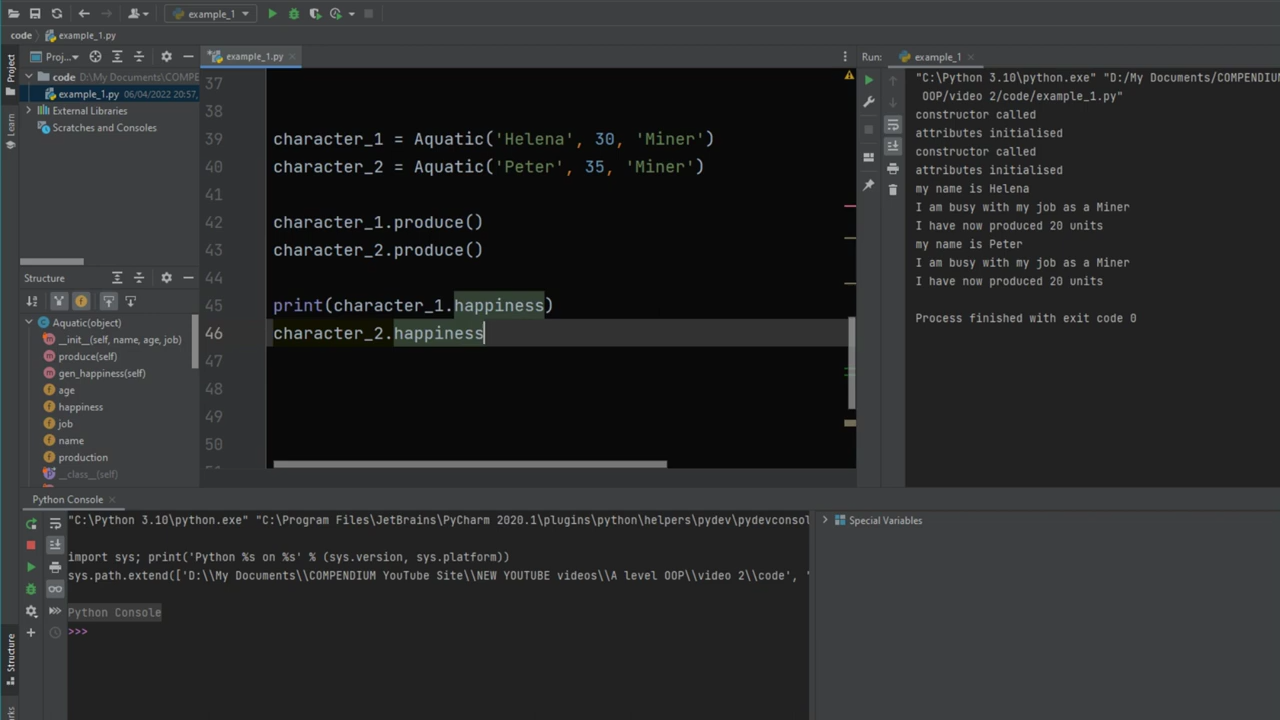 example_1
code
example_1.py
Project
Learn
Structure
Proj...
code D:\My Documents\COMPE
example_1.py 06/04/2022 20:57,
External Libraries
Scratches and Consoles
Structure
Aquatic(object)
__init__(self, name, age, job)
produce(self)
gen_happiness(self)
age
happiness
job
name
production
__class__(self)
example_1.py
37
38
39 character_1 = Aquatic('Helena', 30, 'Miner')
40 character_2 = Aquatic('Peter', 35, 'Miner')
41
42 character_1.produce()
43 character_2.produce()
44
45 print(character_1.happiness)
46 character_2.happiness
47
48
49
50
Run: example_1
"C:\Python 3.10\python.exe" "D:/My Documents/COMPENDIUM
OOP/video 2/code/example_1.py"
constructor called
attributes initialised
constructor called
attributes initialised
my name is Helena
I am busy with my job as a Miner
I have now produced 20 units
my name is Peter
I am busy with my job as a Miner
I have now produced 20 units
Process finished with exit code 0
Python Console
"C:\Python 3.10\python.exe" "C:\Program Files\JetBrains\PyCharm 2020.1\plugins\python\helpers\pydev\pydevconsol
import sys; print('Python %s on %s' % (sys.version, sys.platform))
sys.path.extend(['D:\\My Documents\\COMPENDIUM YouTube Site\\NEW YOUTUBE videos\\A level OOP\\video 2\\code', '
Python Console
>>>
Special Variables